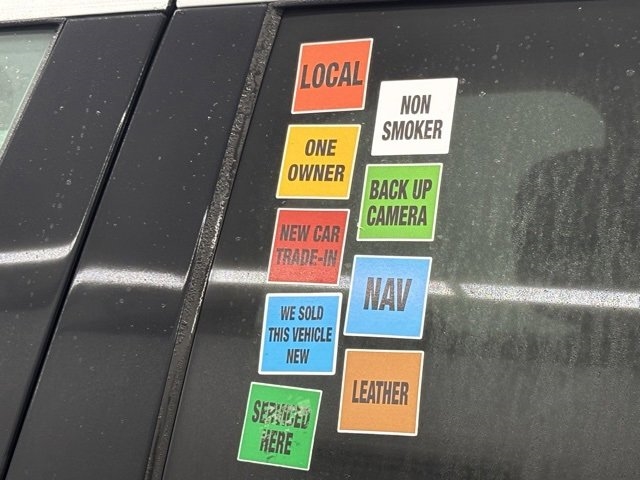 LOCAL
NON
SMOKER
ONE
OWNER
BACK UP
CAMERA
NEW CAR
TRADE-IN
NAV
WE SOLD
THIS VEHICLE
NEW
LEATHER
SERVICED
HERE